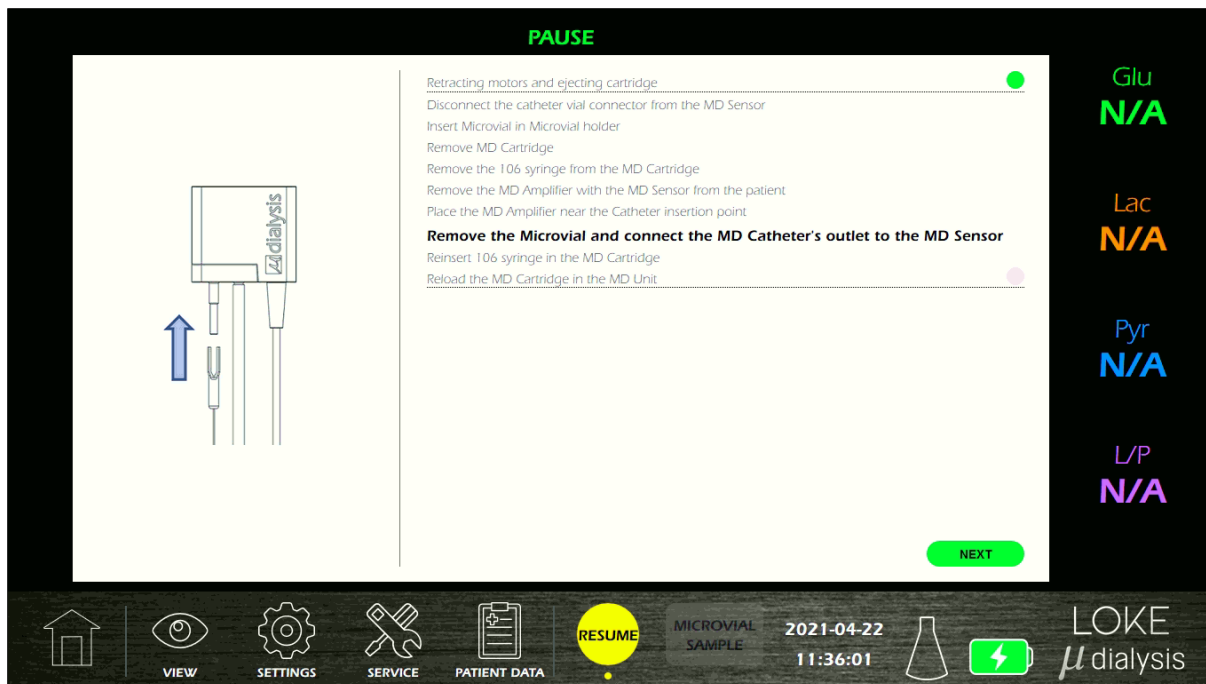 PAUSE
Retracting motors and ejecting cartridge
Disconnect the catheter vial connector from the MD Sensor
Insert Microvial in Microvial holder
Remove MD Cartridge
Remove the 106 syringe from the MD Cartridge
Remove the MD Amplifier with the MD Sensor from the patient
Place the MD Amplifier near the Catheter insertion point
Remove the Microvial and connect the MD Catheter's outlet to the MD Sensor
Reinsert 106 syringe in the MD Cartridge
Reload the MD Cartridge in the MD Unit
μdialysis
NEXT
Glu
N/A
Lac
N/A
Pyr
N/A
L/P
N/A
VIEW
SETTINGS
SERVICE
PATIENT DATA
RESUME
MICROVIAL
SAMPLE
2021-04-22
11:36:01
LOKE
μ dialysis